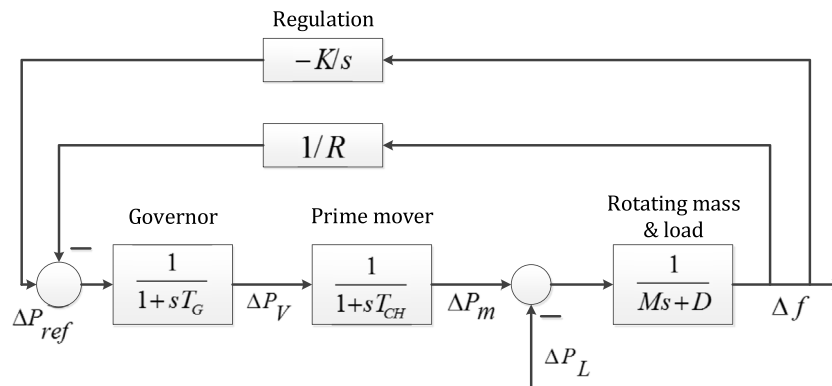 Regulation
−K/s
1/R
Governor
Prime mover
Rotating mass
& load
−
1
1+sT_G
1
1+sT_CH
1
Ms+D
ΔP_ref
ΔP_V
ΔP_m
−
Δf
ΔP_L